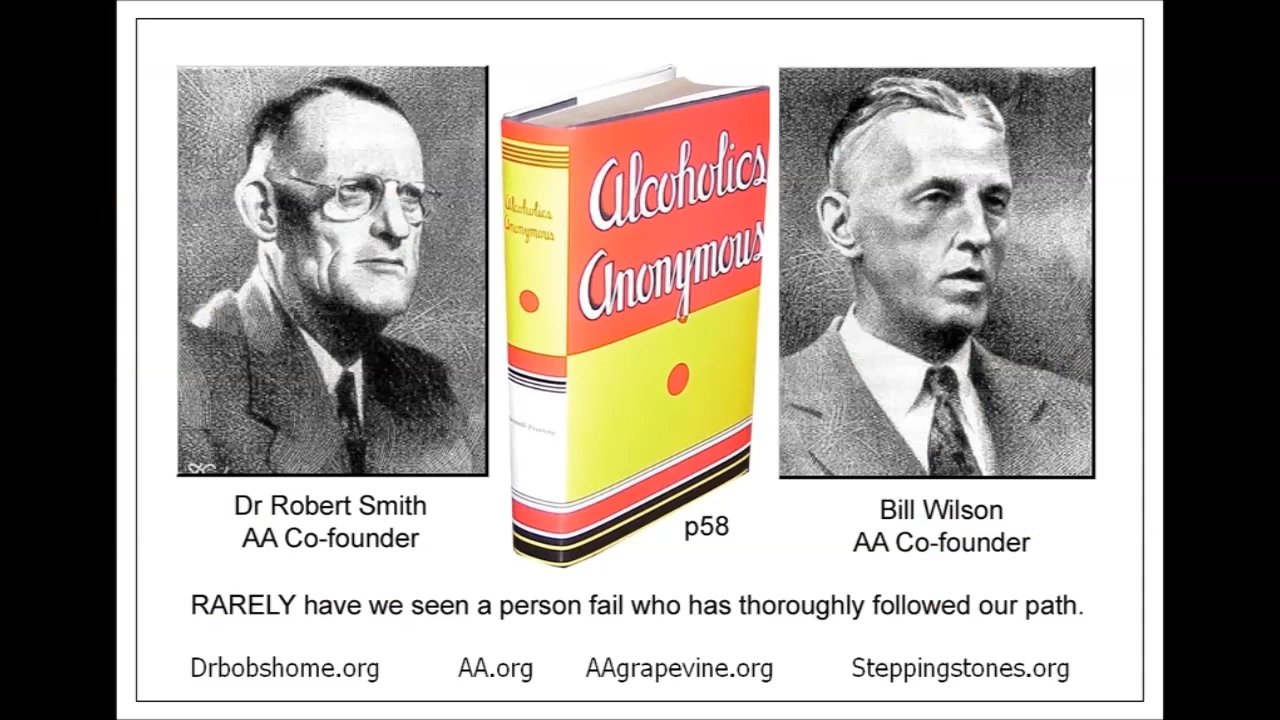 Alcoholics
Anonymous
Alcoholics
Anonymous
Dr Robert Smith
AA Co-founder
p58
Bill Wilson
AA Co-founder
RARELY have we seen a person fail who has thoroughly followed our path.
Drbobshome.org AA.org AAgrapevine.org Steppingstones.org